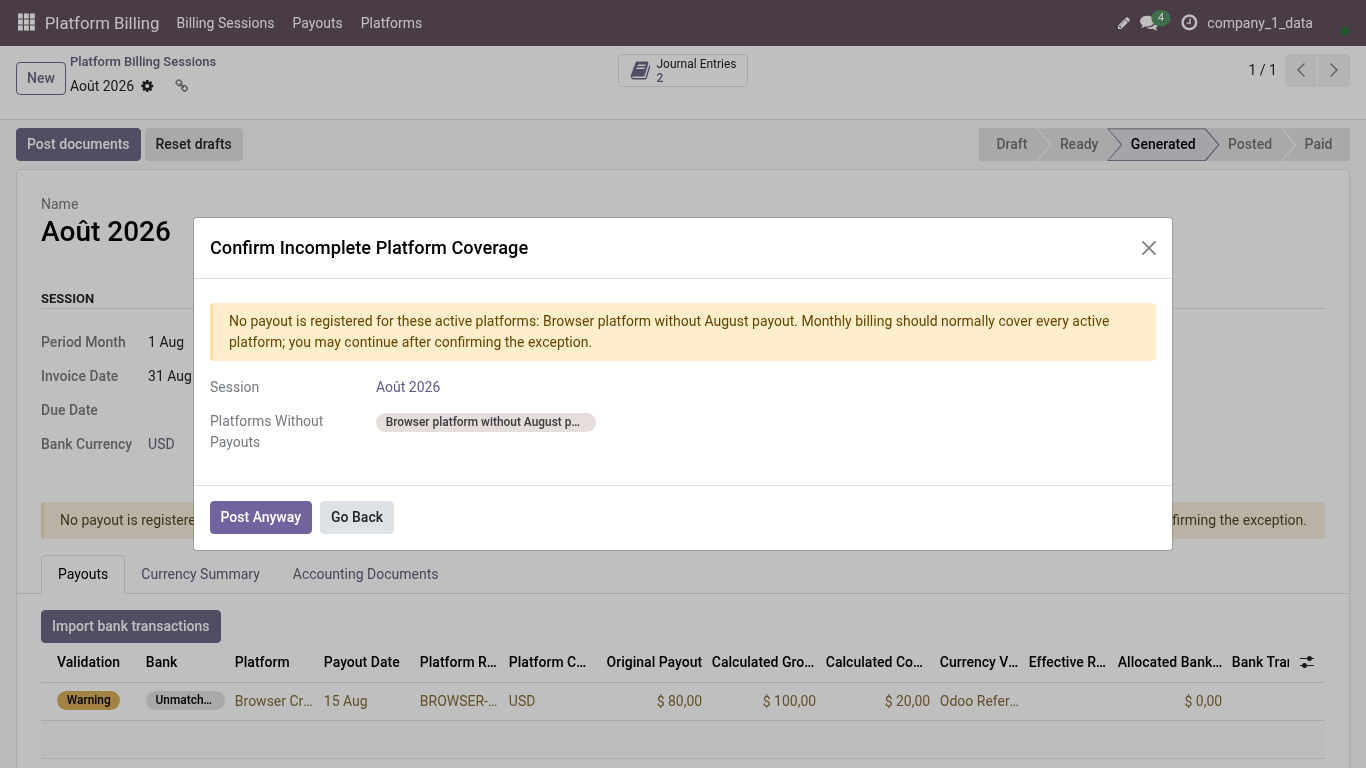 Platform Billing
Billing Sessions
Payouts
Platforms
4
company_1_data
New
Platform Billing Sessions
Août 2026
Journal Entries
2
1 / 1
Post documents
Reset drafts
Draft
Ready
Generated
Posted
Paid
Name
Août 2026
Confirm Incomplete Platform Coverage
No payout is registered for these active platforms: Browser platform without August payout. Monthly billing should normally cover every active
platform; you may continue after confirming the exception.
Session
Août 2026
Platforms Without
Payouts
Browser platform without August p...
Post Anyway
Go Back
SESSION
Period Month
1 Aug
Invoice Date
31 Aug
Due Date
Bank Currency
USD
No payout is registere
firming the exception.
Payouts
Currency Summary
Accounting Documents
Import bank transactions
Validation
Bank
Platform
Payout Date
Platform R...
Platform C...
Original Payout
Calculated Gro...
Calculated Co...
Currency V...
Effective R...
Allocated Bank...
Bank Trai
Warning
Unmatch...
Browser Cr...
15 Aug
BROWSER-...
USD
$ 80,00
$ 100,00
$ 20,00
Odoo Refer...
$ 0,00